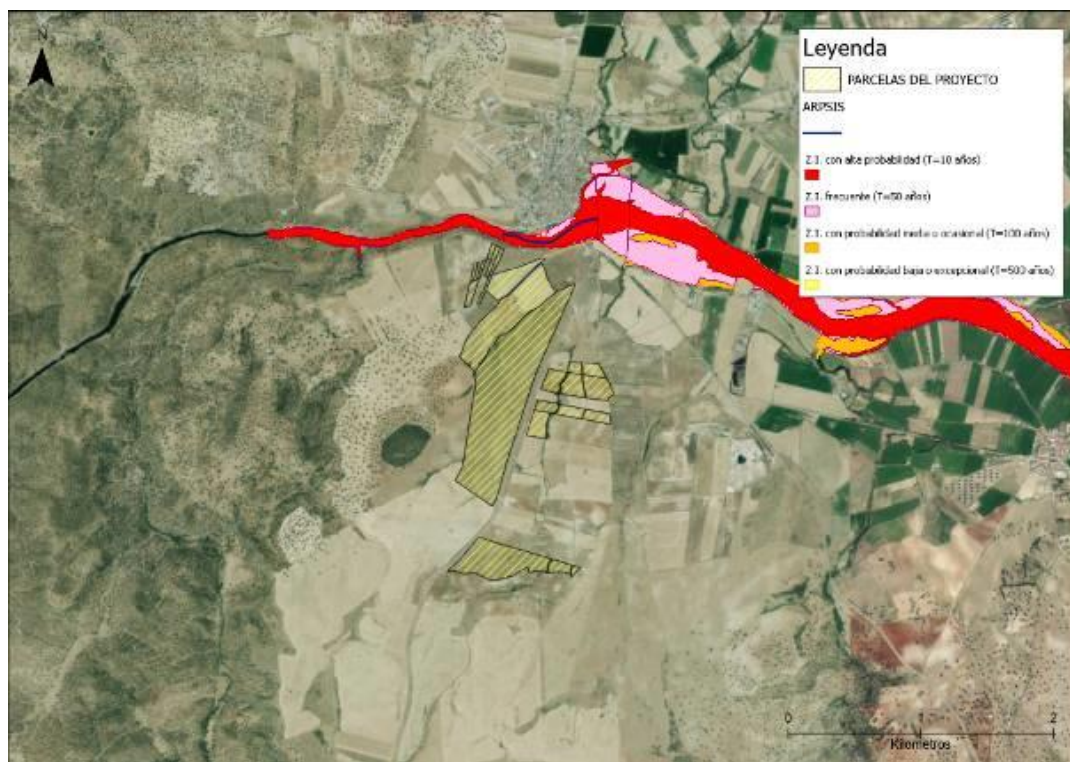 N
Leyenda
PARCELAS DEL PROYECTO
ARPSIS
Z.I. con alta probabilidad (T=10 años)
Z.I. frecuente (T=50 años)
Z.I. con probabilidad media u ocasional (T=100 años)
Z.I. con probabilidad baja o excepcional (T=500 años)
0 1 2
Kilómetros